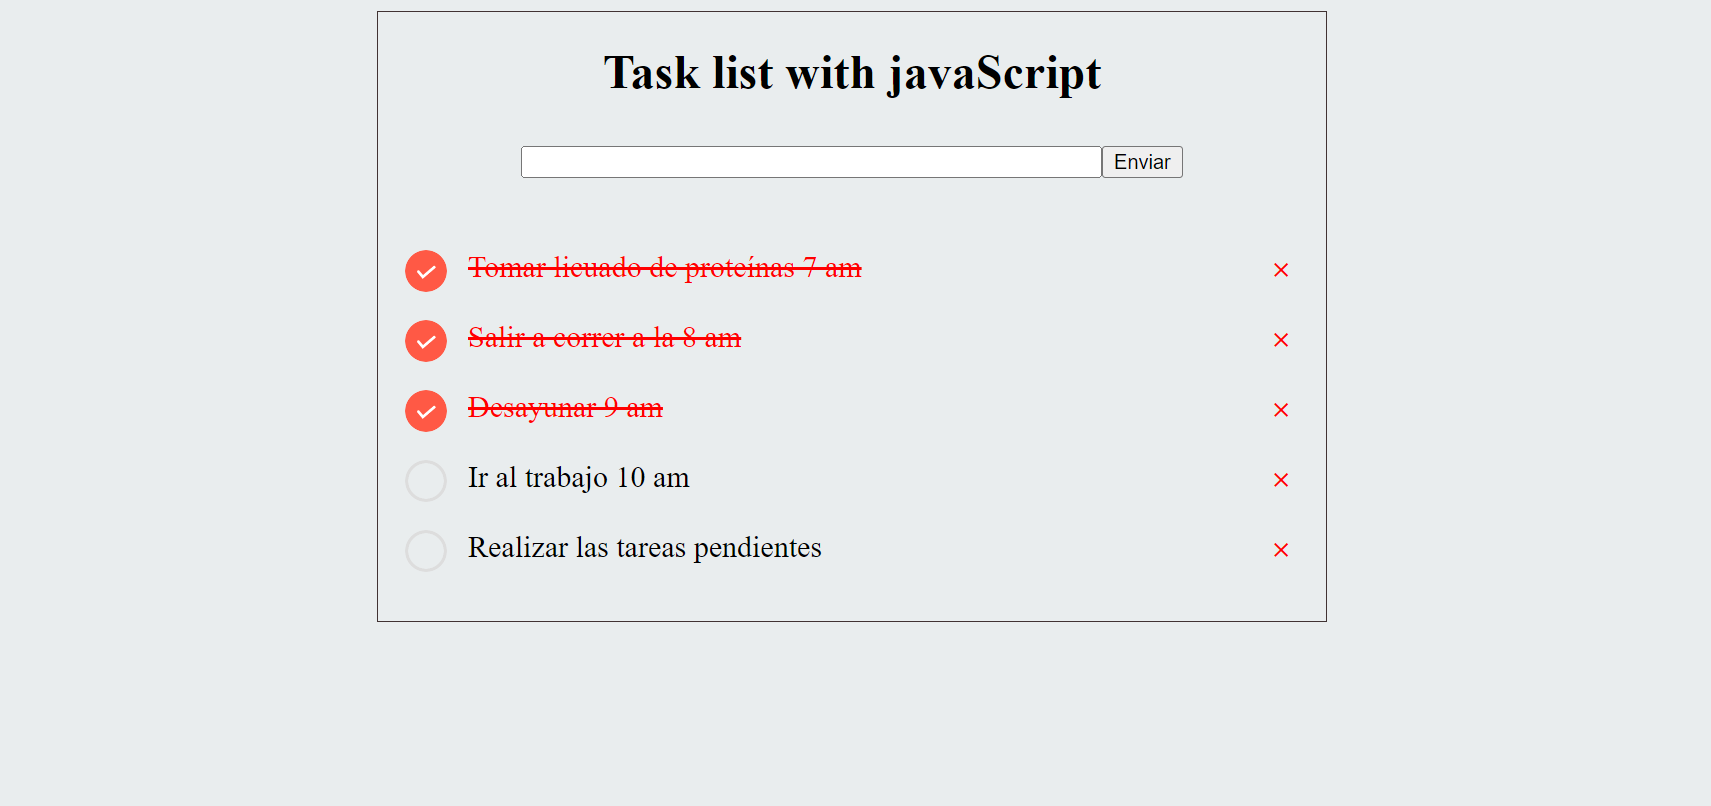 Task list with javaScript
Enviar
Tomar licuado de proteínas 7 am
Salir a correr a la 8 am
Desayunar 9 am
Ir al trabajo 10 am
Realizar las tareas pendientes